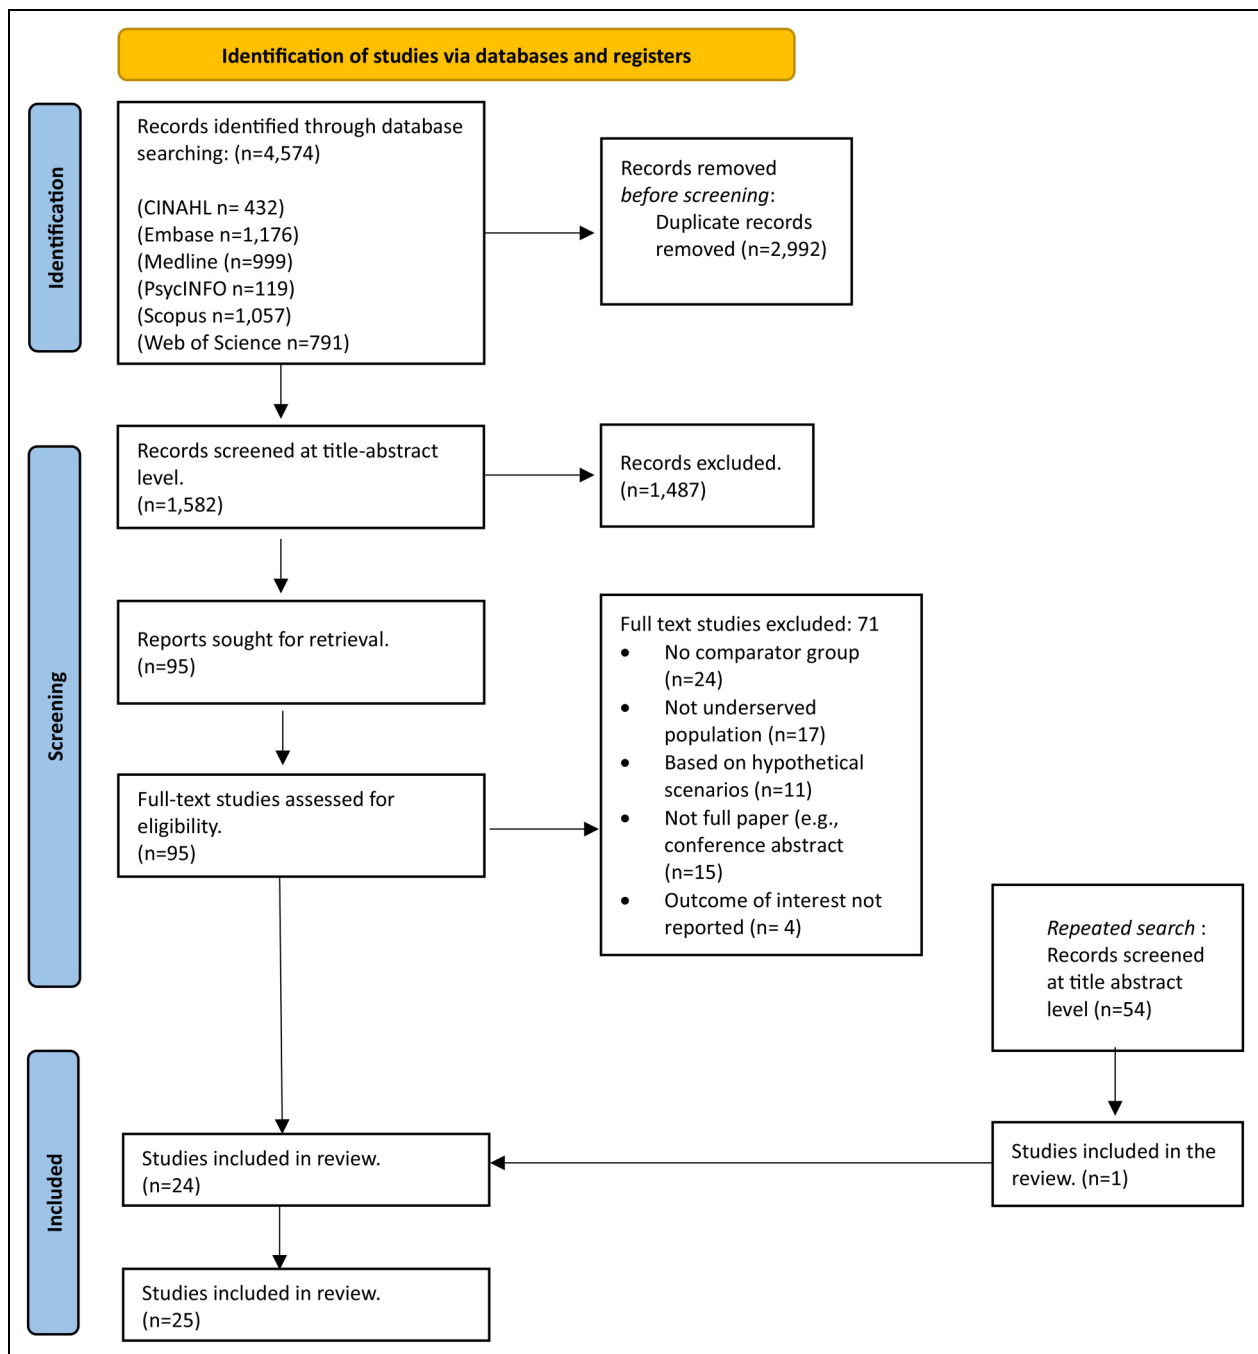 Identification of studies via databases and registers
Identification
Records identified through database
searching: (n=4,574)
(CINAHL n= 432)
(Embase n=1,176)
(Medline (n=999)
(PsycINFO n=119)
(Scopus n=1,057)
(Web of Science n=791)
Records removed
before screening:
Duplicate records
removed (n=2,992)
Screening
Records screened at title-abstract
level.
(n=1,582)
Records excluded.
(n=1,487)
Reports sought for retrieval.
(n=95)
Full-text studies assessed for
eligibility.
(n=95)
Full text studies excluded: 71
• No comparator group
(n=24)
• Not underserved
population (n=17)
• Based on hypothetical
scenarios (n=11)
• Not full paper (e.g.,
conference abstract
(n=15)
• Outcome of interest not
reported (n= 4)
Repeated search :
Records screened
at title abstract
level (n=54)
Included
Studies included in review.
(n=24)
Studies included in the
review. (n=1)
Studies included in review.
(n=25)